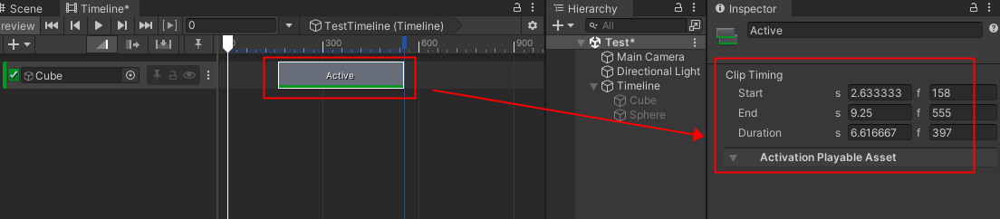 Scene
Timeline*
review
0
TestTimeline (Timeline)
300
600
900
Cube
Active
Hierarchy
All
Test*
Main Camera
Directional Light
Timeline
Cube
Sphere
Inspector
Active
Clip Timing
Start s 2.633333 f 158
End s 9.25 f 555
Duration s 6.616667 f 397
Activation Playable Asset